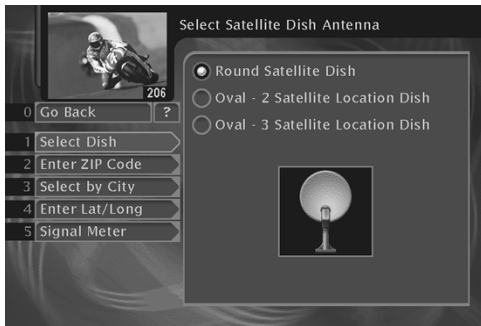 Select Satellite Dish Antenna
206
0 Go Back ?
1 Select Dish
2 Enter ZIP Code
3 Select by City
4 Enter Lat/Long
5 Signal Meter
Round Satellite Dish
Oval - 2 Satellite Location Dish
Oval - 3 Satellite Location Dish